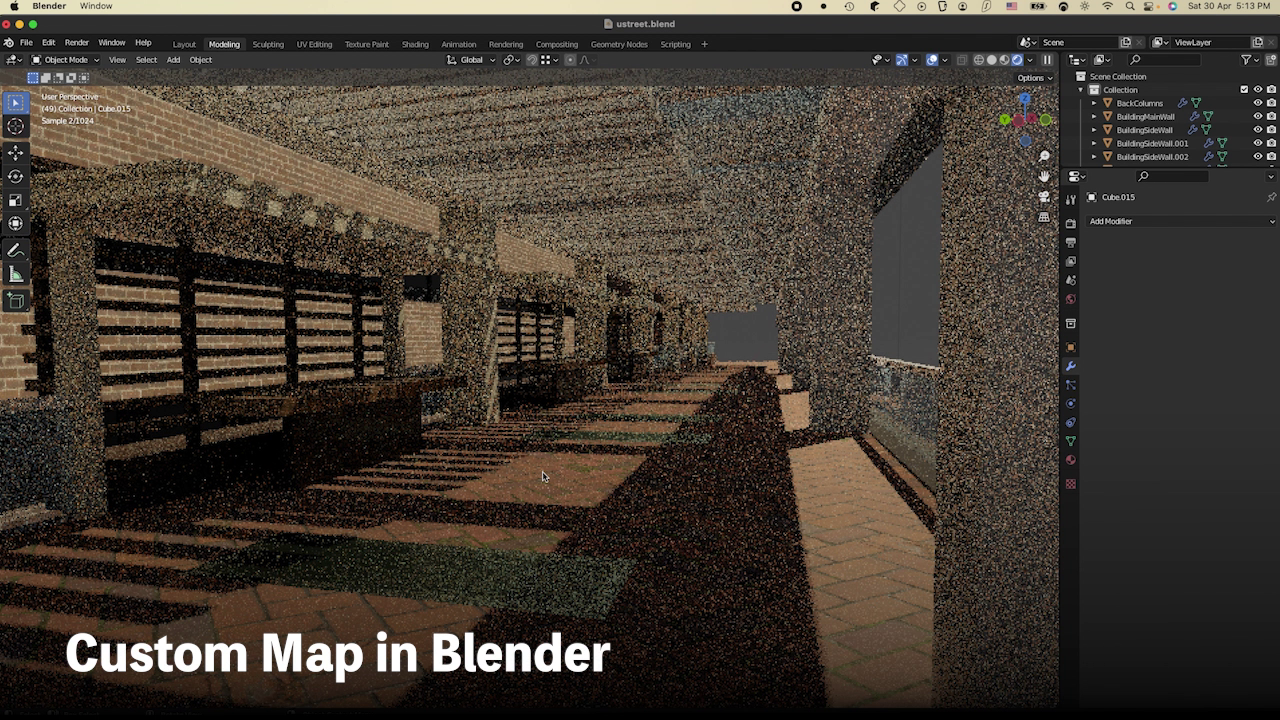 Blender Window
Sat 30 Apr 5:13 PM
ustreet.blend
File Edit Render Window Help
Layout Modeling Sculpting UV Editing Texture Paint Shading Animation Rendering Compositing Geometry Nodes Scripting +
Scene
ViewLayer
Object Mode View Select Add Object
Global
Options
User Perspective
(49) Collection | Cube.015
Sample 2/1024
Scene Collection
Collection
BackColumns
BuildingMainWall
BuildingSideWall
BuildingSideWall.001
BuildingSideWall.002
Cube.015
Add Modifier
Custom Map in Blender